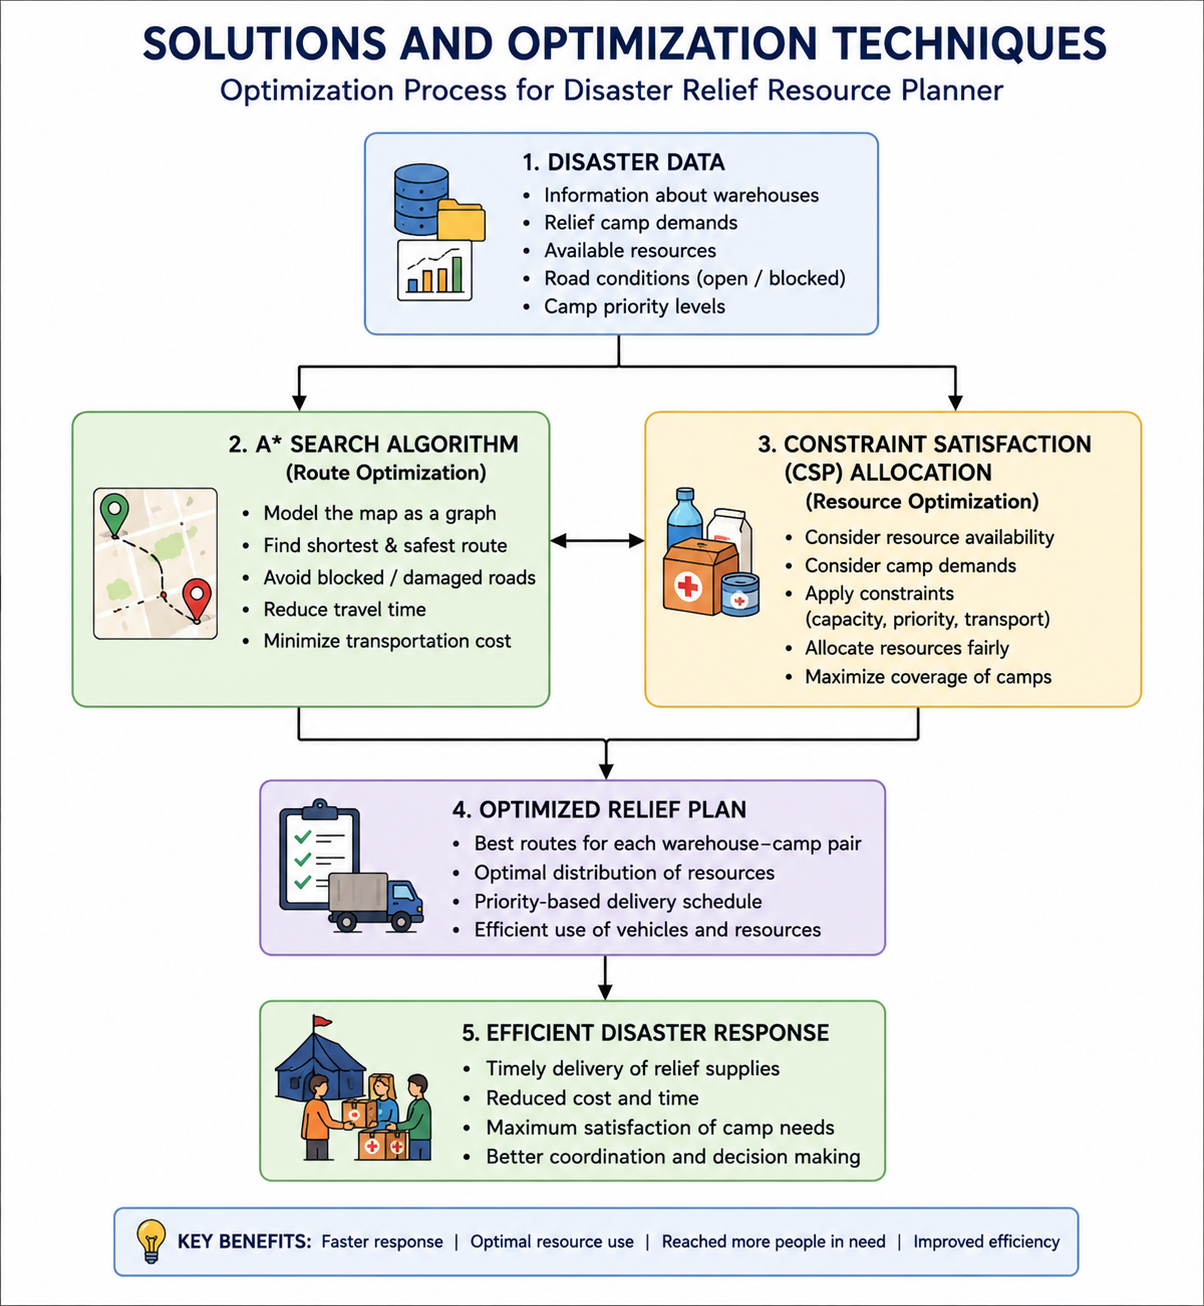 SOLUTIONS AND OPTIMIZATION TECHNIQUES
Optimization Process for Disaster Relief Resource Planner
1. DISASTER DATA
• Information about warehouses
• Relief camp demands
• Available resources
• Road conditions (open / blocked)
• Camp priority levels
2. A* SEARCH ALGORITHM
(Route Optimization)
• Model the map as a graph
• Find shortest & safest route
• Avoid blocked / damaged roads
• Reduce travel time
• Minimize transportation cost
3. CONSTRAINT SATISFACTION
(CSP) ALLOCATION
(Resource Optimization)
• Consider resource availability
• Consider camp demands
• Apply constraints
(capacity, priority, transport)
• Allocate resources fairly
• Maximize coverage of camps
4. OPTIMIZED RELIEF PLAN
• Best routes for each warehouse–camp pair
• Optimal distribution of resources
• Priority-based delivery schedule
• Efficient use of vehicles and resources
5. EFFICIENT DISASTER RESPONSE
• Timely delivery of relief supplies
• Reduced cost and time
• Maximum satisfaction of camp needs
• Better coordination and decision making
KEY BENEFITS: Faster response | Optimal resource use | Reached more people in need | Improved efficiency